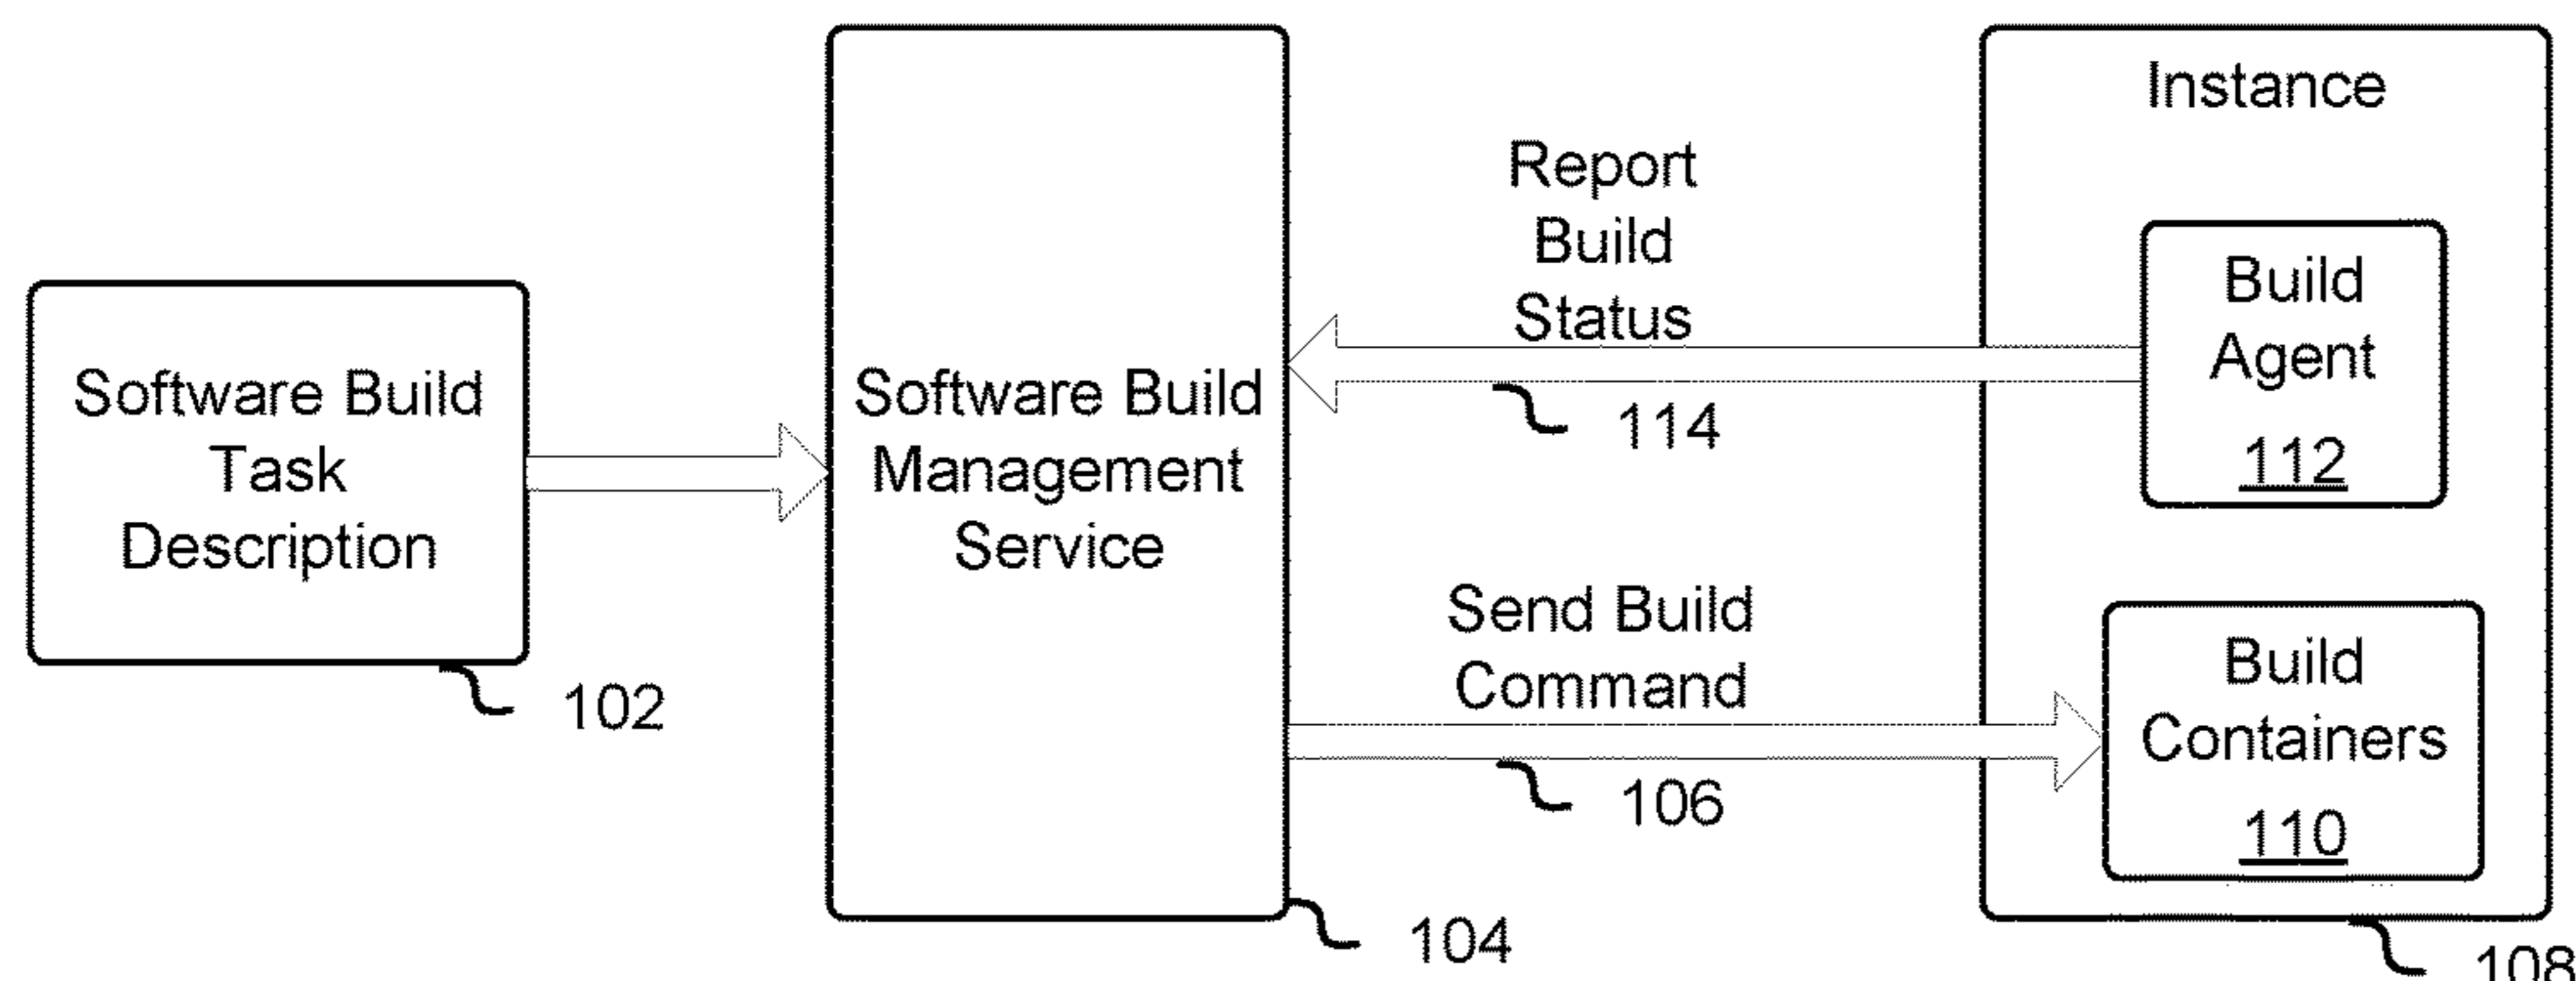 Software Build
Task
Description
102
Software Build
Management
Service
104
Report
Build
Status
114
Send Build
Command
106
Instance
Build
Agent
112
Build
Containers
110
108